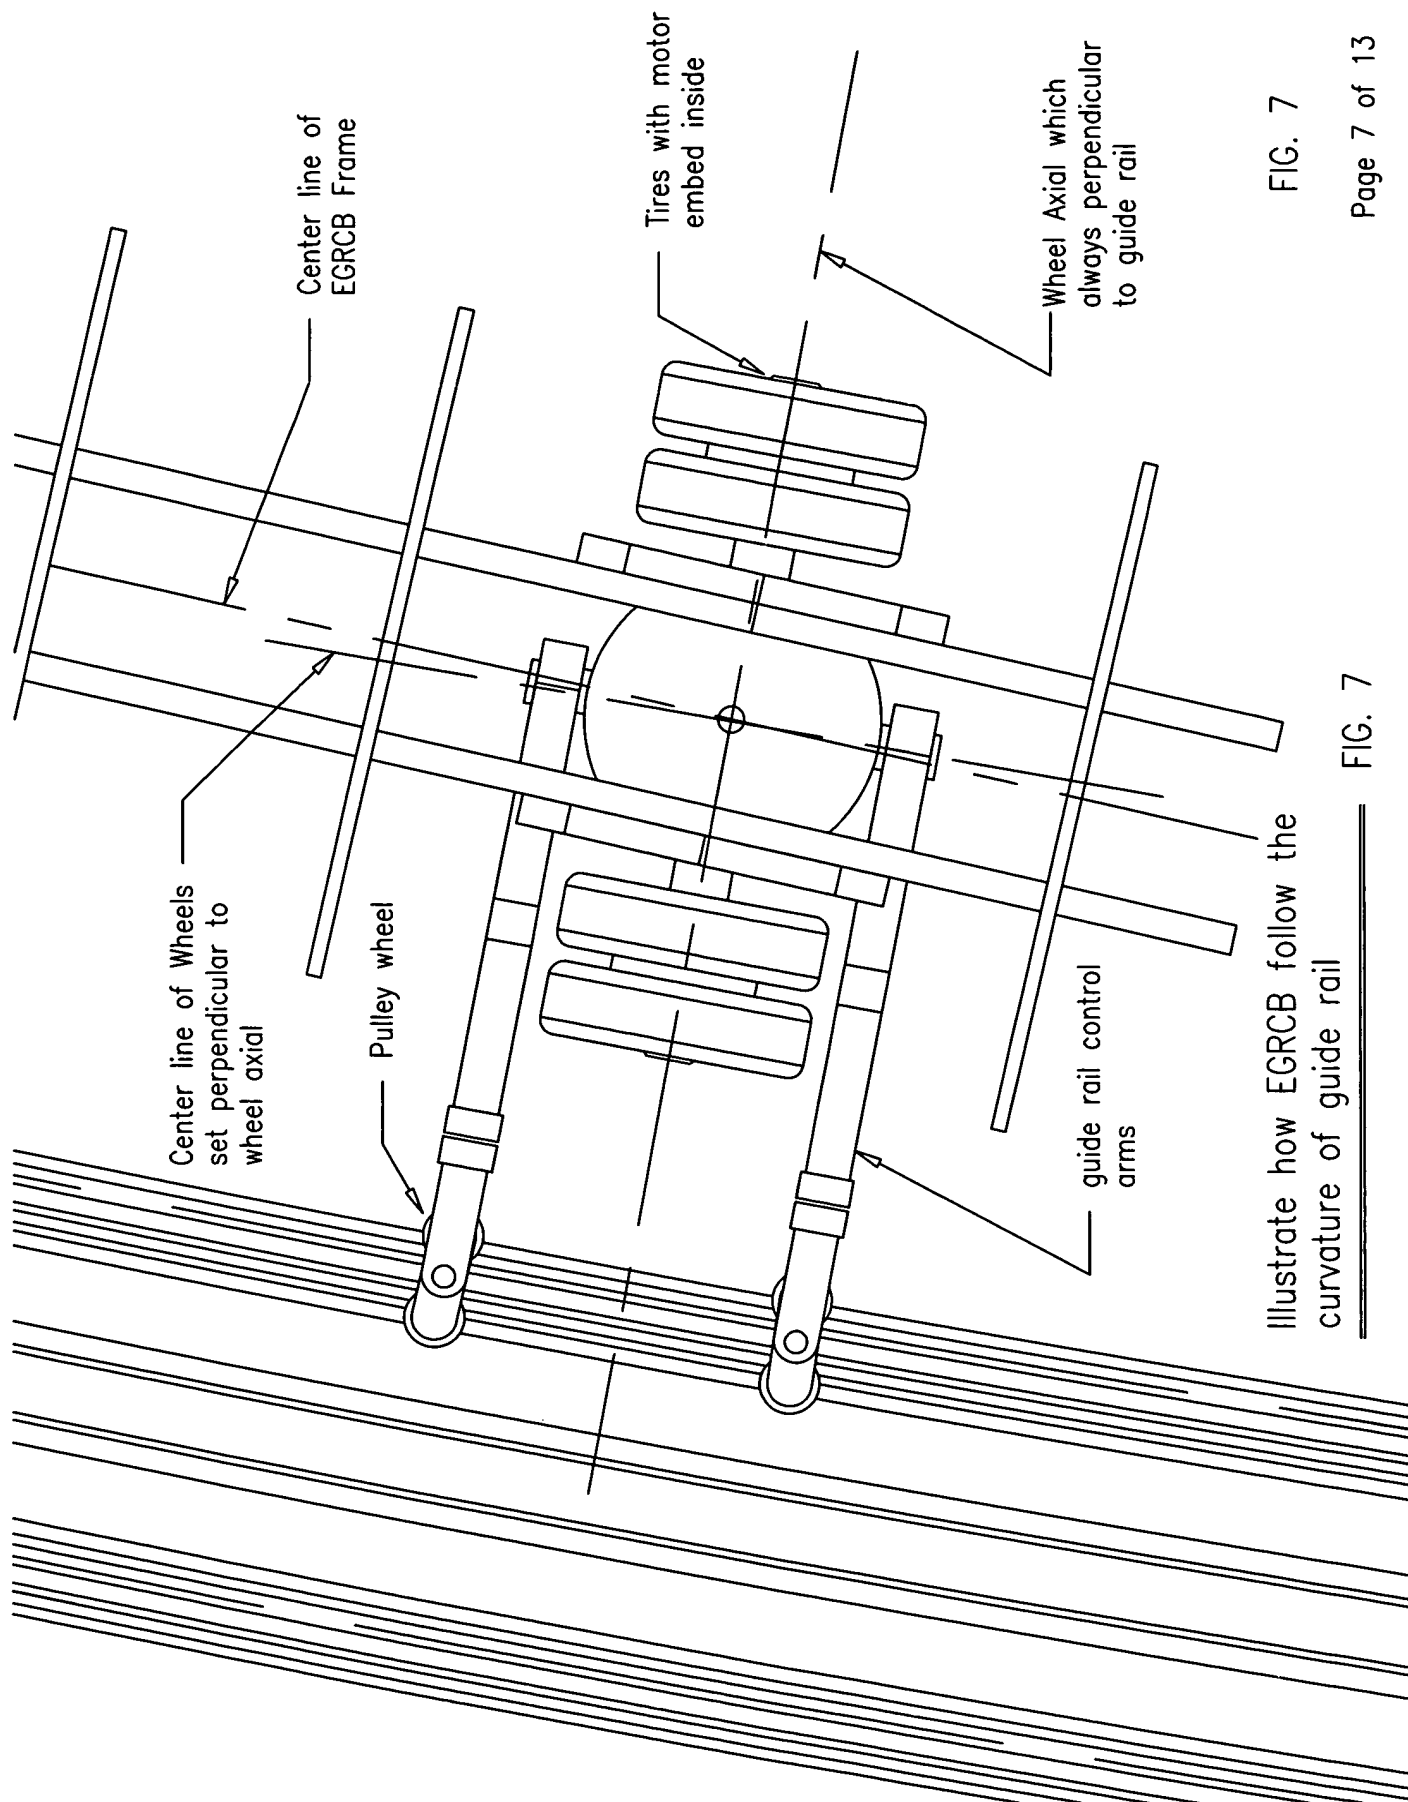 Center line of
EGRCB Frame
Tires with motor
embed inside
Wheel Axial which
always perpendicular
to guide rail
Center line of Wheels
set perpendicular to
wheel axial
Pulley wheel
guide rail control
arms
Illustrate how EGRCB follow the
curvature of guide rail
FIG. 7
FIG. 7
Page 7 of 13